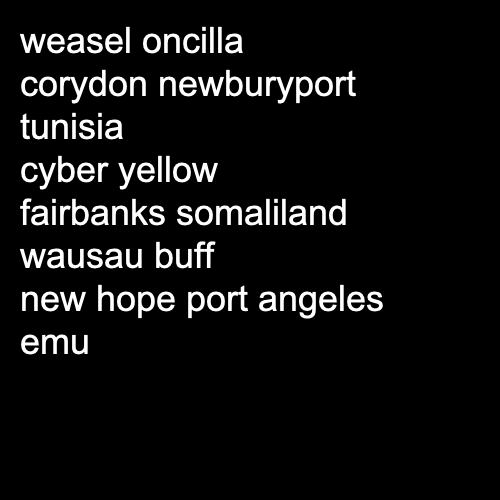 weasel oncilla
corydon newburyport
tunisia
cyber yellow
fairbanks somaliland
wausau buff
new hope port angeles
emu